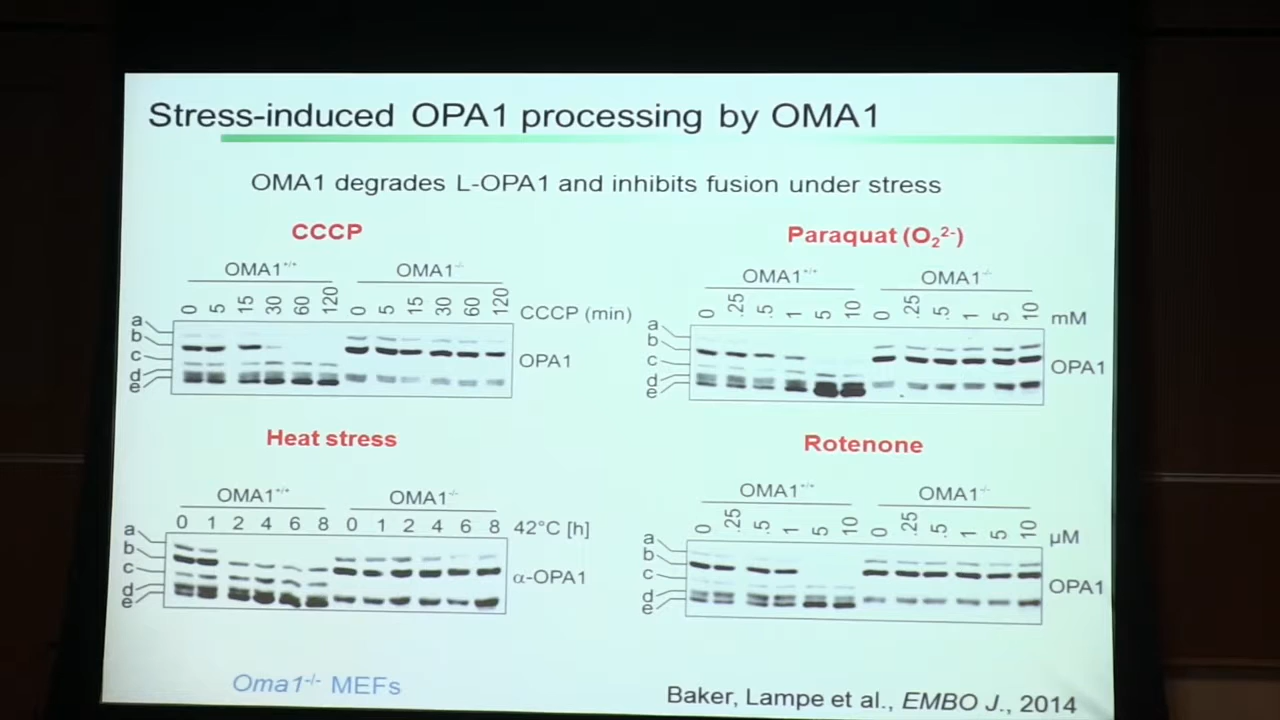 Stress-induced OPA1 processing by OMA1
OMA1 degrades L-OPA1 and inhibits fusion under stress
CCCP
OMA1+/+ OMA1-/-
0 5 15 30 60 120 0 5 15 30 60 120 CCCP (min)
a
b
c
d
e
OPA1
Paraquat (O₂²⁻)
OMA1+/+ OMA1-/-
0 .25 .5 1 5 10 0 .25 .5 1 5 10 mM
a
b
c
d
e
OPA1
Heat stress
OMA1+/+ OMA1-/-
0 1 2 4 6 8 0 1 2 4 6 8 42°C [h]
a
b
c
d
e
α-OPA1
Rotenone
OMA1+/+ OMA1-/-
0 .25 .5 1 5 10 0 .25 .5 1 5 10 µM
a
b
c
d
e
OPA1
Oma1-/- MEFs
Baker, Lampe et al., EMBO J., 2014